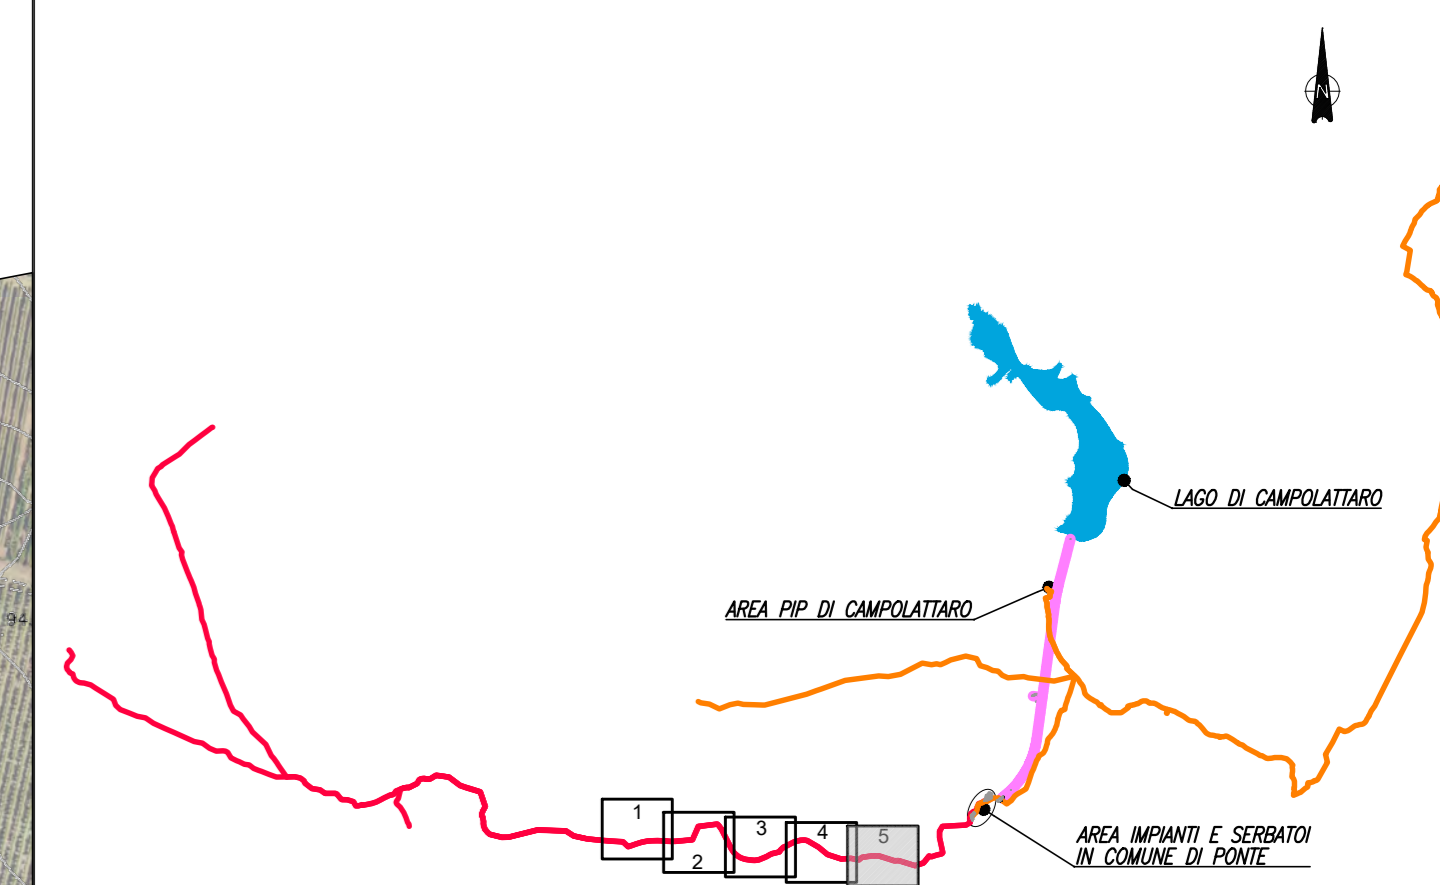 N
LAGO DI CAMPOLATTARO
AREA PIP DI CAMPOLATTARO
94
1
2
3
4
5
AREA IMPIANTI E SERBATOI
IN COMUNE DI PONTE